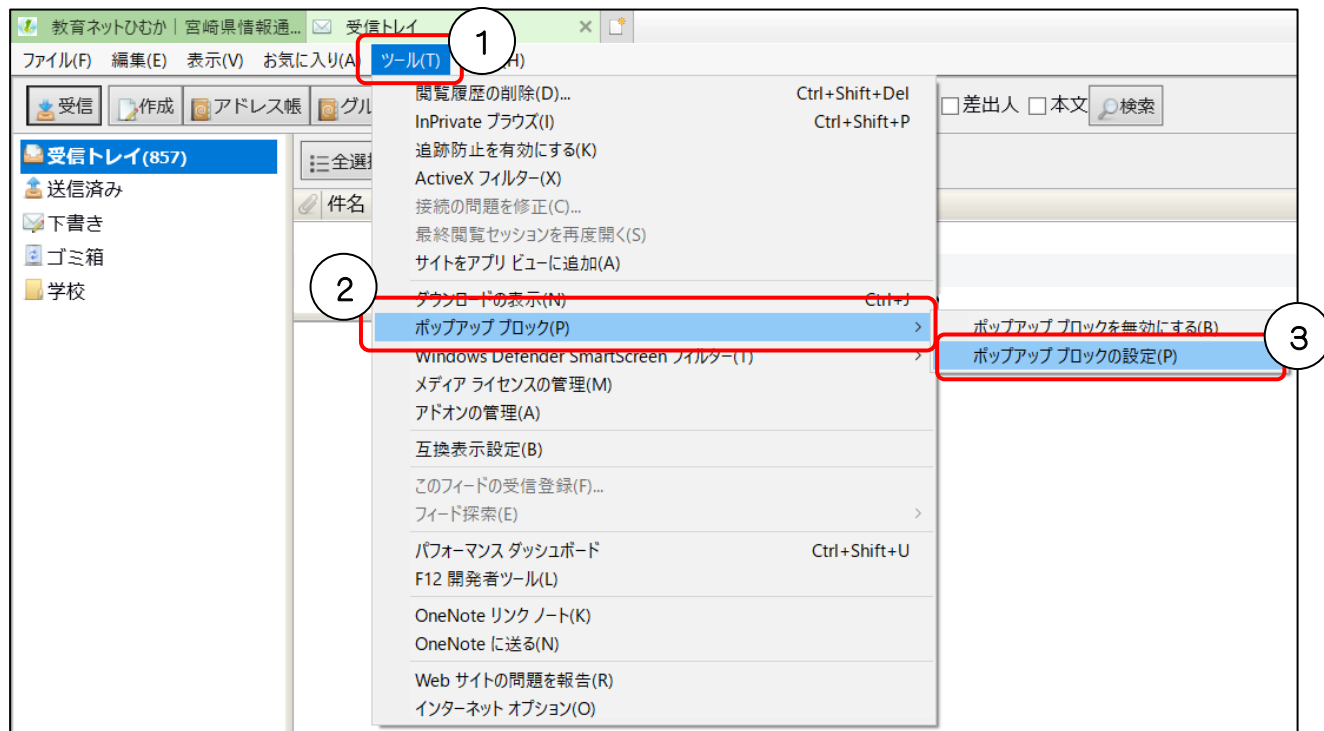 教育ネットひむか｜宮崎県情報通... 受信トレイ
1
ファイル(F) 編集(E) 表示(V) お気に入り(A) ツール(T) (H)
受信 作成 アドレス帳 グル 差出人 本文 検索
閲覧履歴の削除(D)... Ctrl+Shift+Del
InPrivate ブラウズ(I) Ctrl+Shift+P
追跡防止を有効にする(K)
ActiveX フィルター(X)
接続の問題を修正(C)...
最終閲覧セッションを再度開く(S)
サイトをアプリ ビューに追加(A)
受信トレイ(857)
送信済み
下書き
ゴミ箱
学校
全選
件名
2
ダウンロードの表示(N) Ctrl+J
ポップアップ ブロック(P)
ポップアップ ブロックを無効にする(B)
3
ポップアップ ブロックの設定(P)
Windows Defender SmartScreen フィルター(T)
メディア ライセンスの管理(M)
アドオンの管理(A)
互換表示設定(B)
このフィードの受信登録(F)...
フィード探索(E)
パフォーマンス ダッシュボード Ctrl+Shift+U
F12 開発者ツール(L)
OneNote リンク ノート(K)
OneNote に送る(N)
Web サイトの問題を報告(R)
インターネット オプション(O)